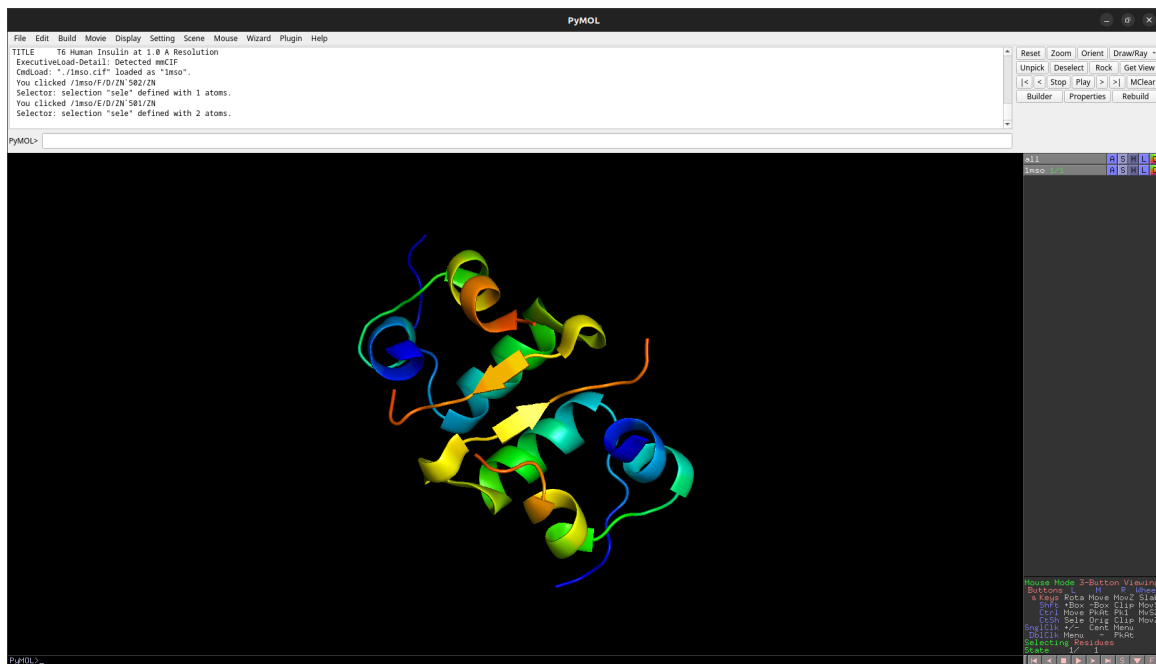 PyMOL
File Edit Build Movie Display Setting Scene Mouse Wizard Plugin Help
TITLE T6 Human Insulin at 1.0 A Resolution
ExecutiveLoad-Detail: Detected mmCIF
CmdLoad: "./1mso.cif" loaded as "1mso".
You clicked /1mso/F/D/ZN`502/ZN
Selector: selection "sele" defined with 1 atoms.
You clicked /1mso/E/D/ZN`501/ZN
Selector: selection "sele" defined with 2 atoms.
Reset Zoom Orient Draw/Ray
Unpick Deselect Rock Get View
|< < Stop Play > >| MClear
Builder Properties Rebuild
PyMOL>
all A S H L C
1mso 1/1 A S H L C
Mouse Mode 3-Button Viewing
Buttons L M R Whee
& Keys Rota Move MovZ Sla
Shft +Box -Box Clip Mov
Ctrl Move PkAt Pk1 MvS
CtSh Sele Orig Clip Mov
SnglClk +/- Cent Menu
DblClk Menu - PkAt
Selecting Residues
State 1/ 1
S F
PyMOL>_